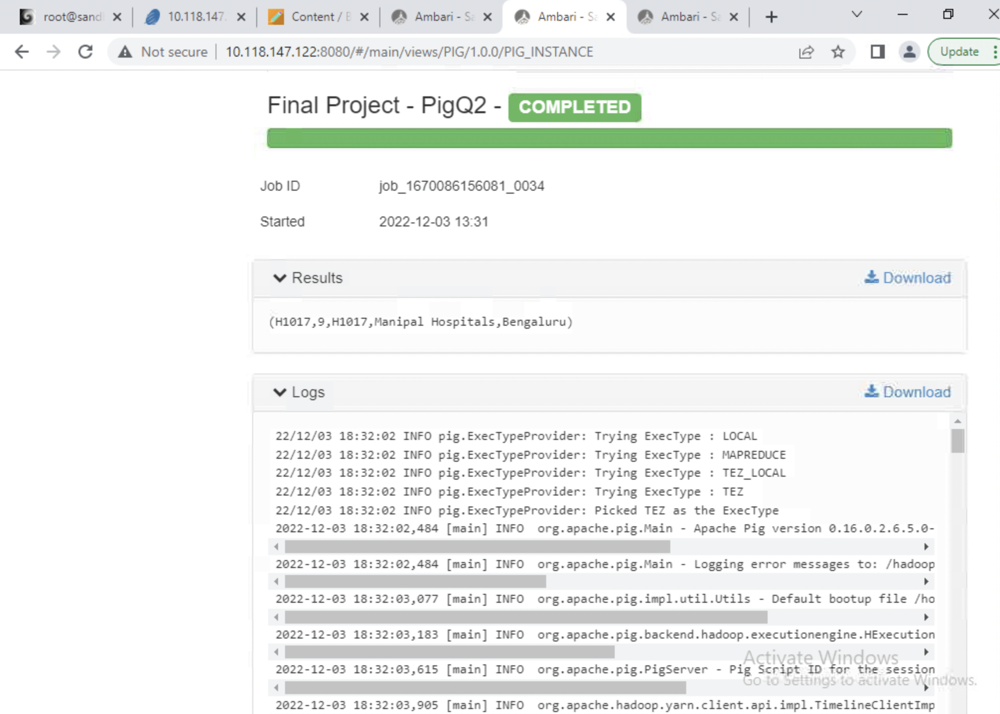 root@sand
10.118.147.
Content / B
Ambari - Sa
Ambari - Sa
Ambari - Sa
Not secure
10.118.147.122:8080/#/main/views/PIG/1.0.0/PIG_INSTANCE
Update
Final Project - PigQ2 - COMPLETED
Job ID job_1670086156081_0034
Started 2022-12-03 13:31
Results Download
(H1017,9,H1017,Manipal Hospitals,Bengaluru)
Logs Download
22/12/03 18:32:02 INFO pig.ExecTypeProvider: Trying ExecType : LOCAL
22/12/03 18:32:02 INFO pig.ExecTypeProvider: Trying ExecType : MAPREDUCE
22/12/03 18:32:02 INFO pig.ExecTypeProvider: Trying ExecType : TEZ_LOCAL
22/12/03 18:32:02 INFO pig.ExecTypeProvider: Trying ExecType : TEZ
22/12/03 18:32:02 INFO pig.ExecTypeProvider: Picked TEZ as the ExecType
2022-12-03 18:32:02,484 [main] INFO  org.apache.pig.Main - Apache Pig version 0.16.0.2.6.5.0-
2022-12-03 18:32:02,484 [main] INFO  org.apache.pig.Main - Logging error messages to: /hadoop
2022-12-03 18:32:03,077 [main] INFO  org.apache.pig.impl.util.Utils - Default bootup file /ho
2022-12-03 18:32:03,183 [main] INFO  org.apache.pig.backend.hadoop.executionengine.HExecution
Activate Windows
2022-12-03 18:32:03,615 [main] INFO  org.apache.pig.PigServer - Pig Script ID for the session
Go to Settings to activate Windows.
2022-12-03 18:32:03,905 [main] INFO  org.apache.hadoop.yarn.client.api.impl.TimelineClientImp